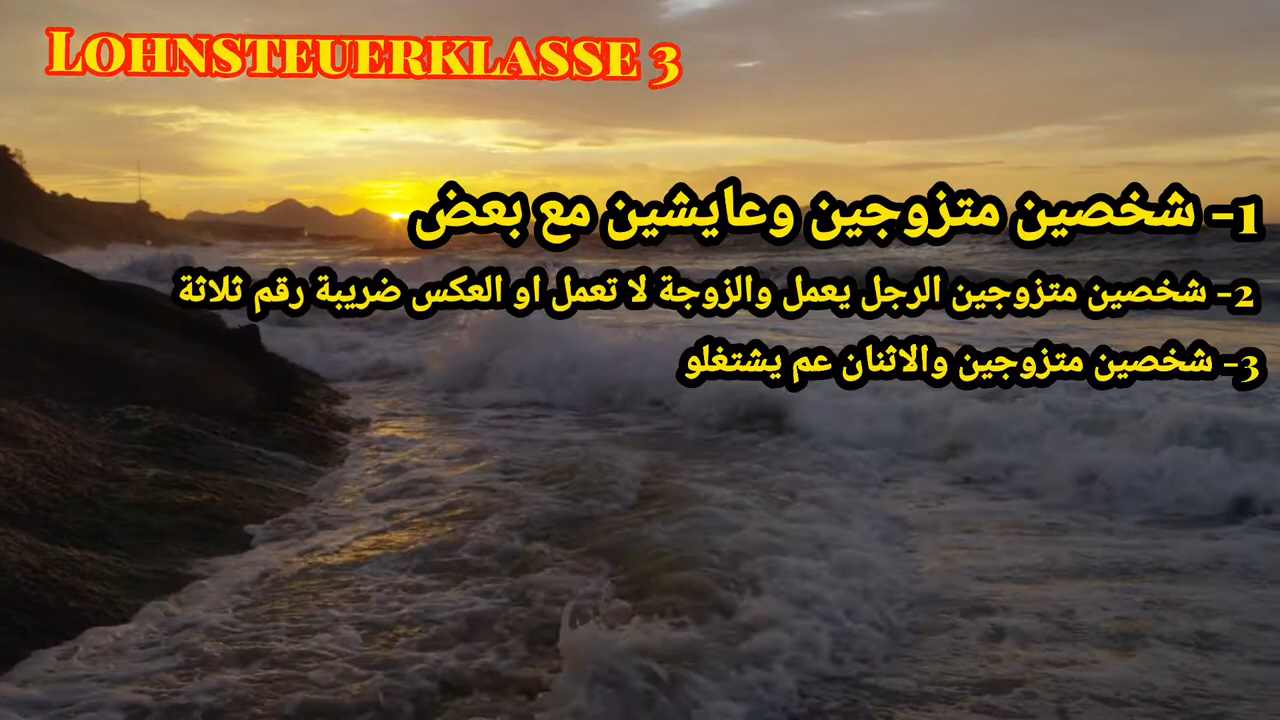 LOHNSTEUERKLASSE 3
1- شخصين متزوجين وعايشين مع بعض
2- شخصين متزوجين الرجل يعمل والزوجة لا تعمل او العكس ضريبة رقم ثلاثة
3- شخصين متزوجين والاثنان عم يشتغلو